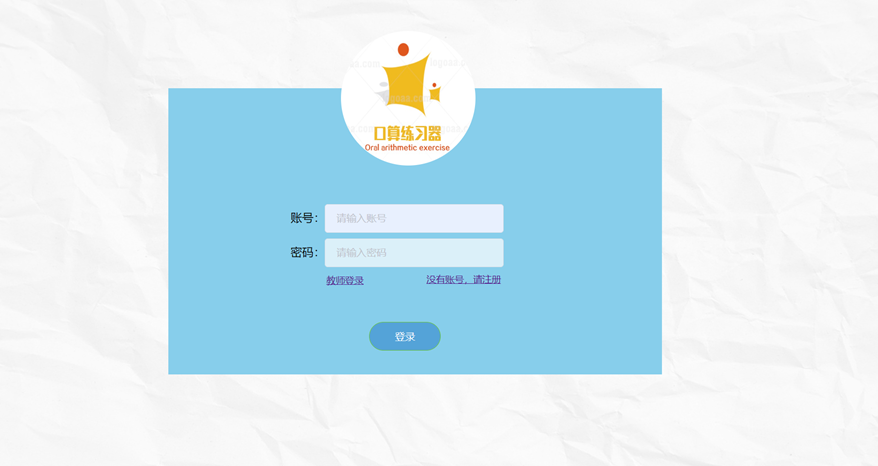 口算练习器
Oral arithmetic exercise
账号：
请输入账号
密码：
请输入密码
教师登录
没有账号，请注册
登录